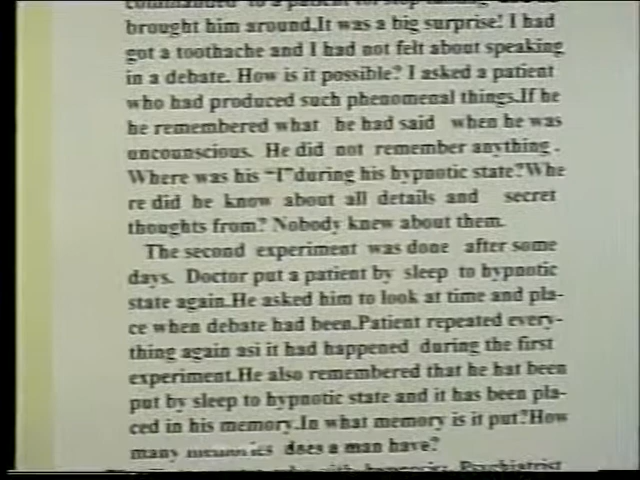 brought him around.It was a big surprise! I had
got a toothache and I had not felt about speaking
in a debate. How is it possible? I asked a patient
who had produced such phenomenal things.If he
he remembered what he had said when he was
uncounscious. He did not remember anything.
Where was his "I"during his hypnotic state?Whe
re did he know about all details and secret
thoughts from? Nobody knew about them.
The second experiment was done after some
days. Doctor put a patient by sleep to hypnotic
state again.He asked him to look at time and pla-
ce when debate had been.Patient repeated every-
thing again asi it had happened during the first
experiment.He also remembered that he hat been
put by sleep to hypnotic state and it has been pla-
ced in his memory.In what memory is it put?How
many does a man have?